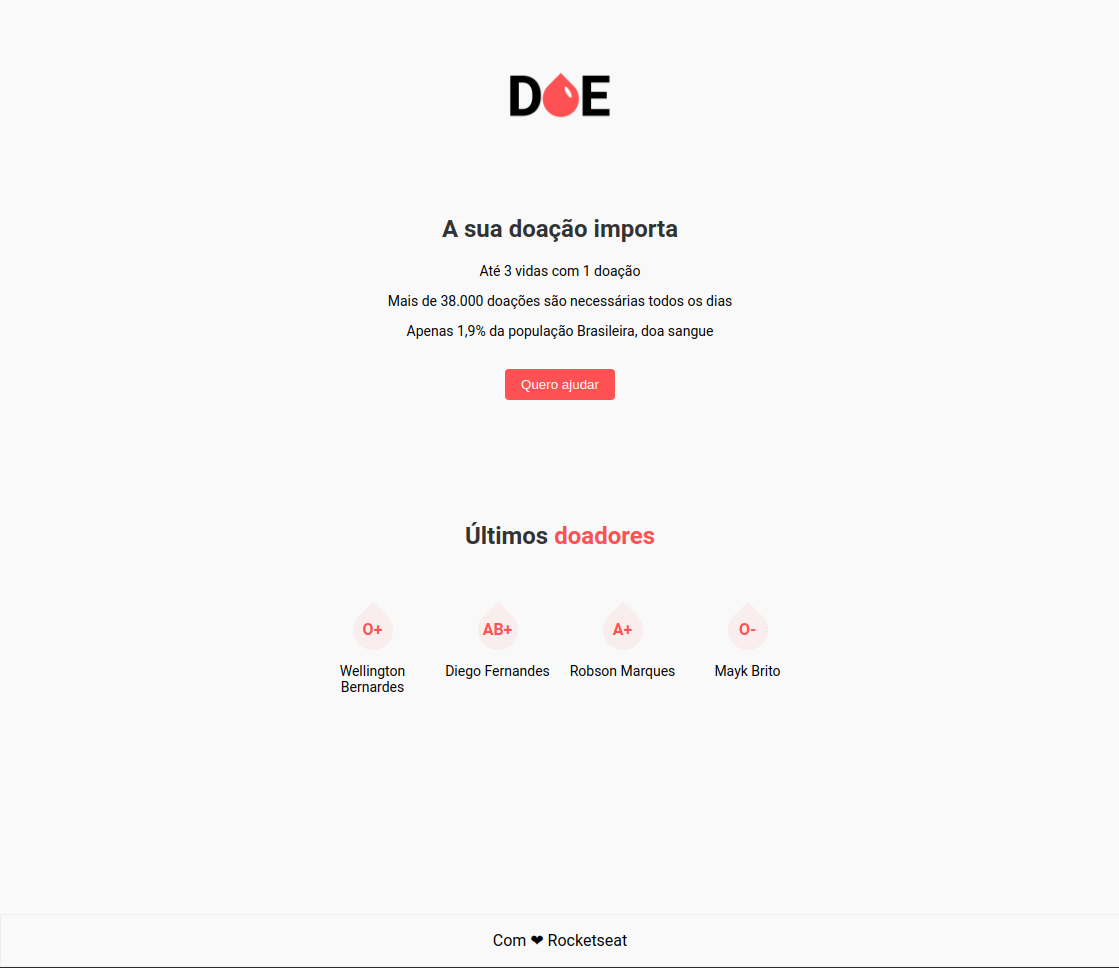 DOE
A sua doação importa
Até 3 vidas com 1 doação
Mais de 38.000 doações são necessárias todos os dias
Apenas 1,9% da população Brasileira, doa sangue
Quero ajudar
Últimos doadores
O+ AB+ A+ O-
Wellington Diego Fernandes Robson Marques Mayk Brito
Bernardes
Com ❤ Rocketseat